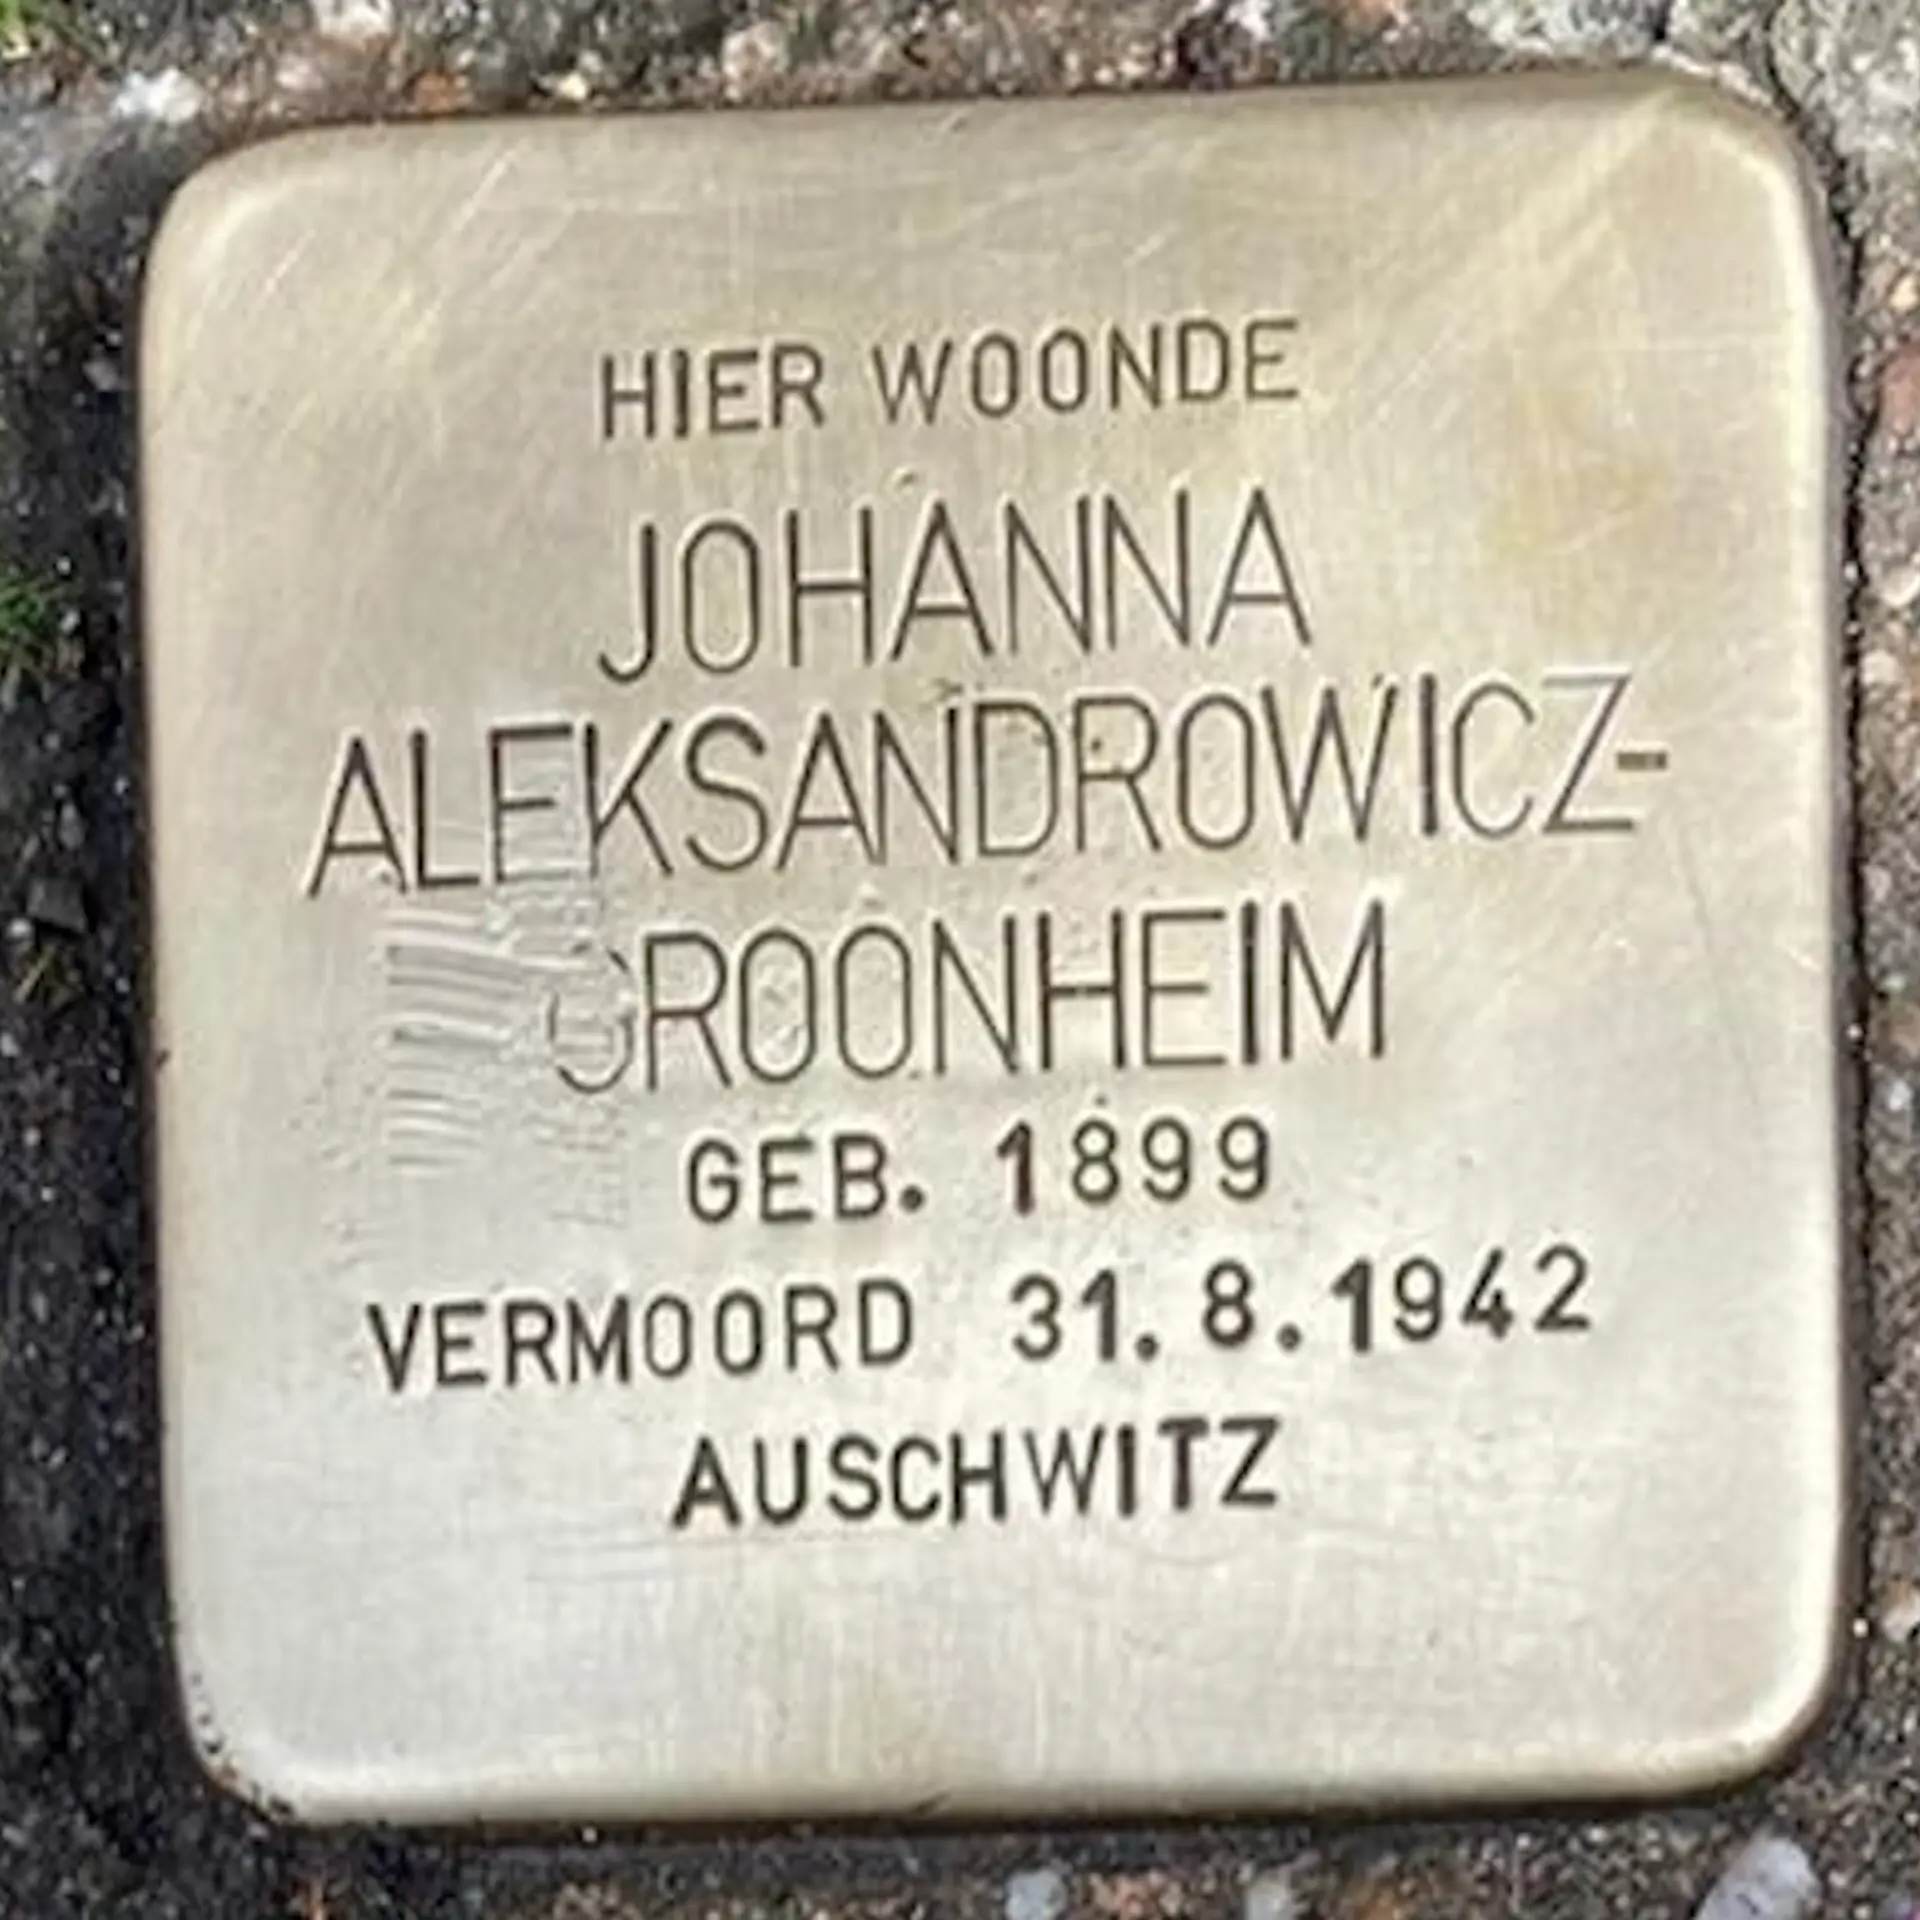 HIER WOONDE
JOHANNA
ALEKSANDROWICZ-
GROONHEIM
GEB. 1899
VERMOORD 31.8.1942
AUSCHWITZ